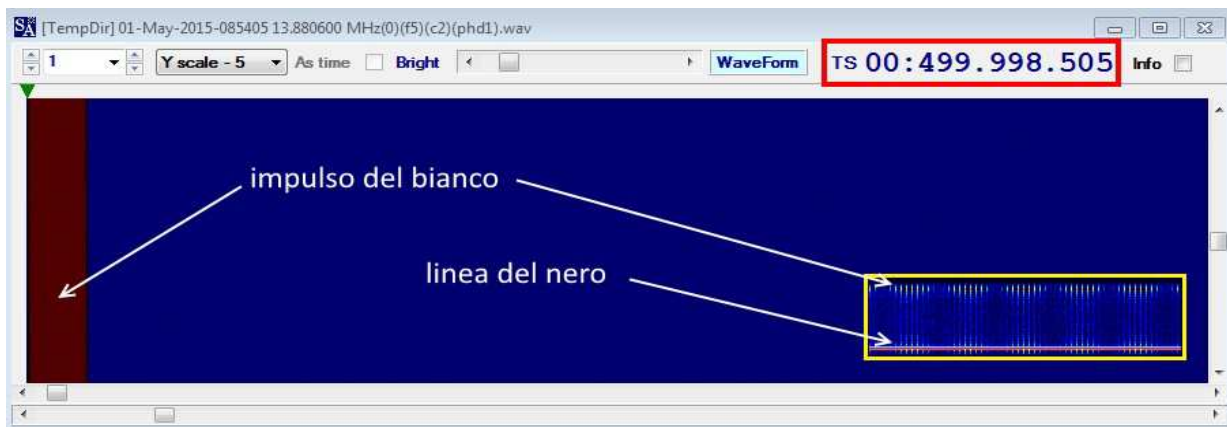 SA [TempDir] 01-May-2015-085405 13.880600 MHz(0)(f5)(c2)(phd1).wav
1 Y scale - 5 As time Bright WaveForm TS 00:499.998.505 Info
impulso del bianco
linea del nero